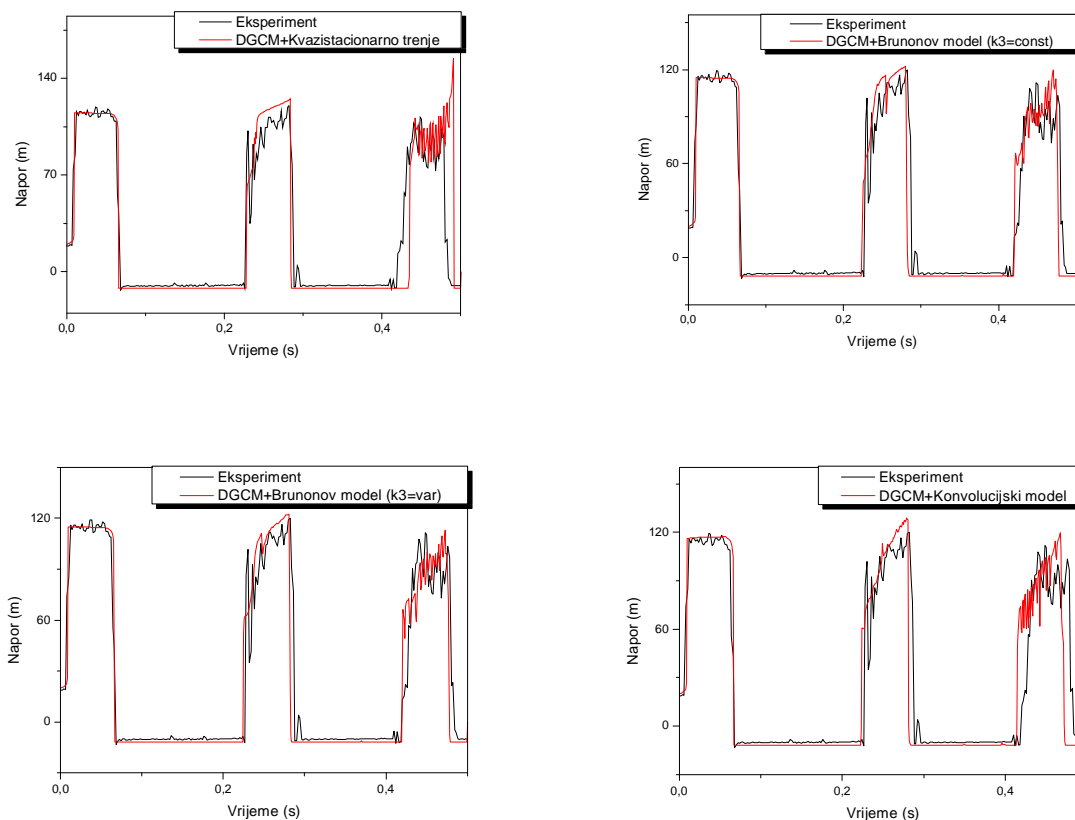 Eksperiment
DGCM+Kvazistacionarno trenje
140
70
0
Napor (m)
0,0
0,2
0,4
Vrijeme (s)
Eksperiment
DGCM+Brunonov model (k3=const)
120
60
0
Napor (m)
0,0
0,2
0,4
Vrijeme (s)
Eksperiment
DGCM+Brunonov model (k3=var)
120
60
0
Napor (m)
0,0
0,2
0,4
Vrijeme (s)
Eksperiment
DGCM+Konvolucijski model
120
60
0
Napor (m)
0,0
0,2
0,4
Vrijeme (s)